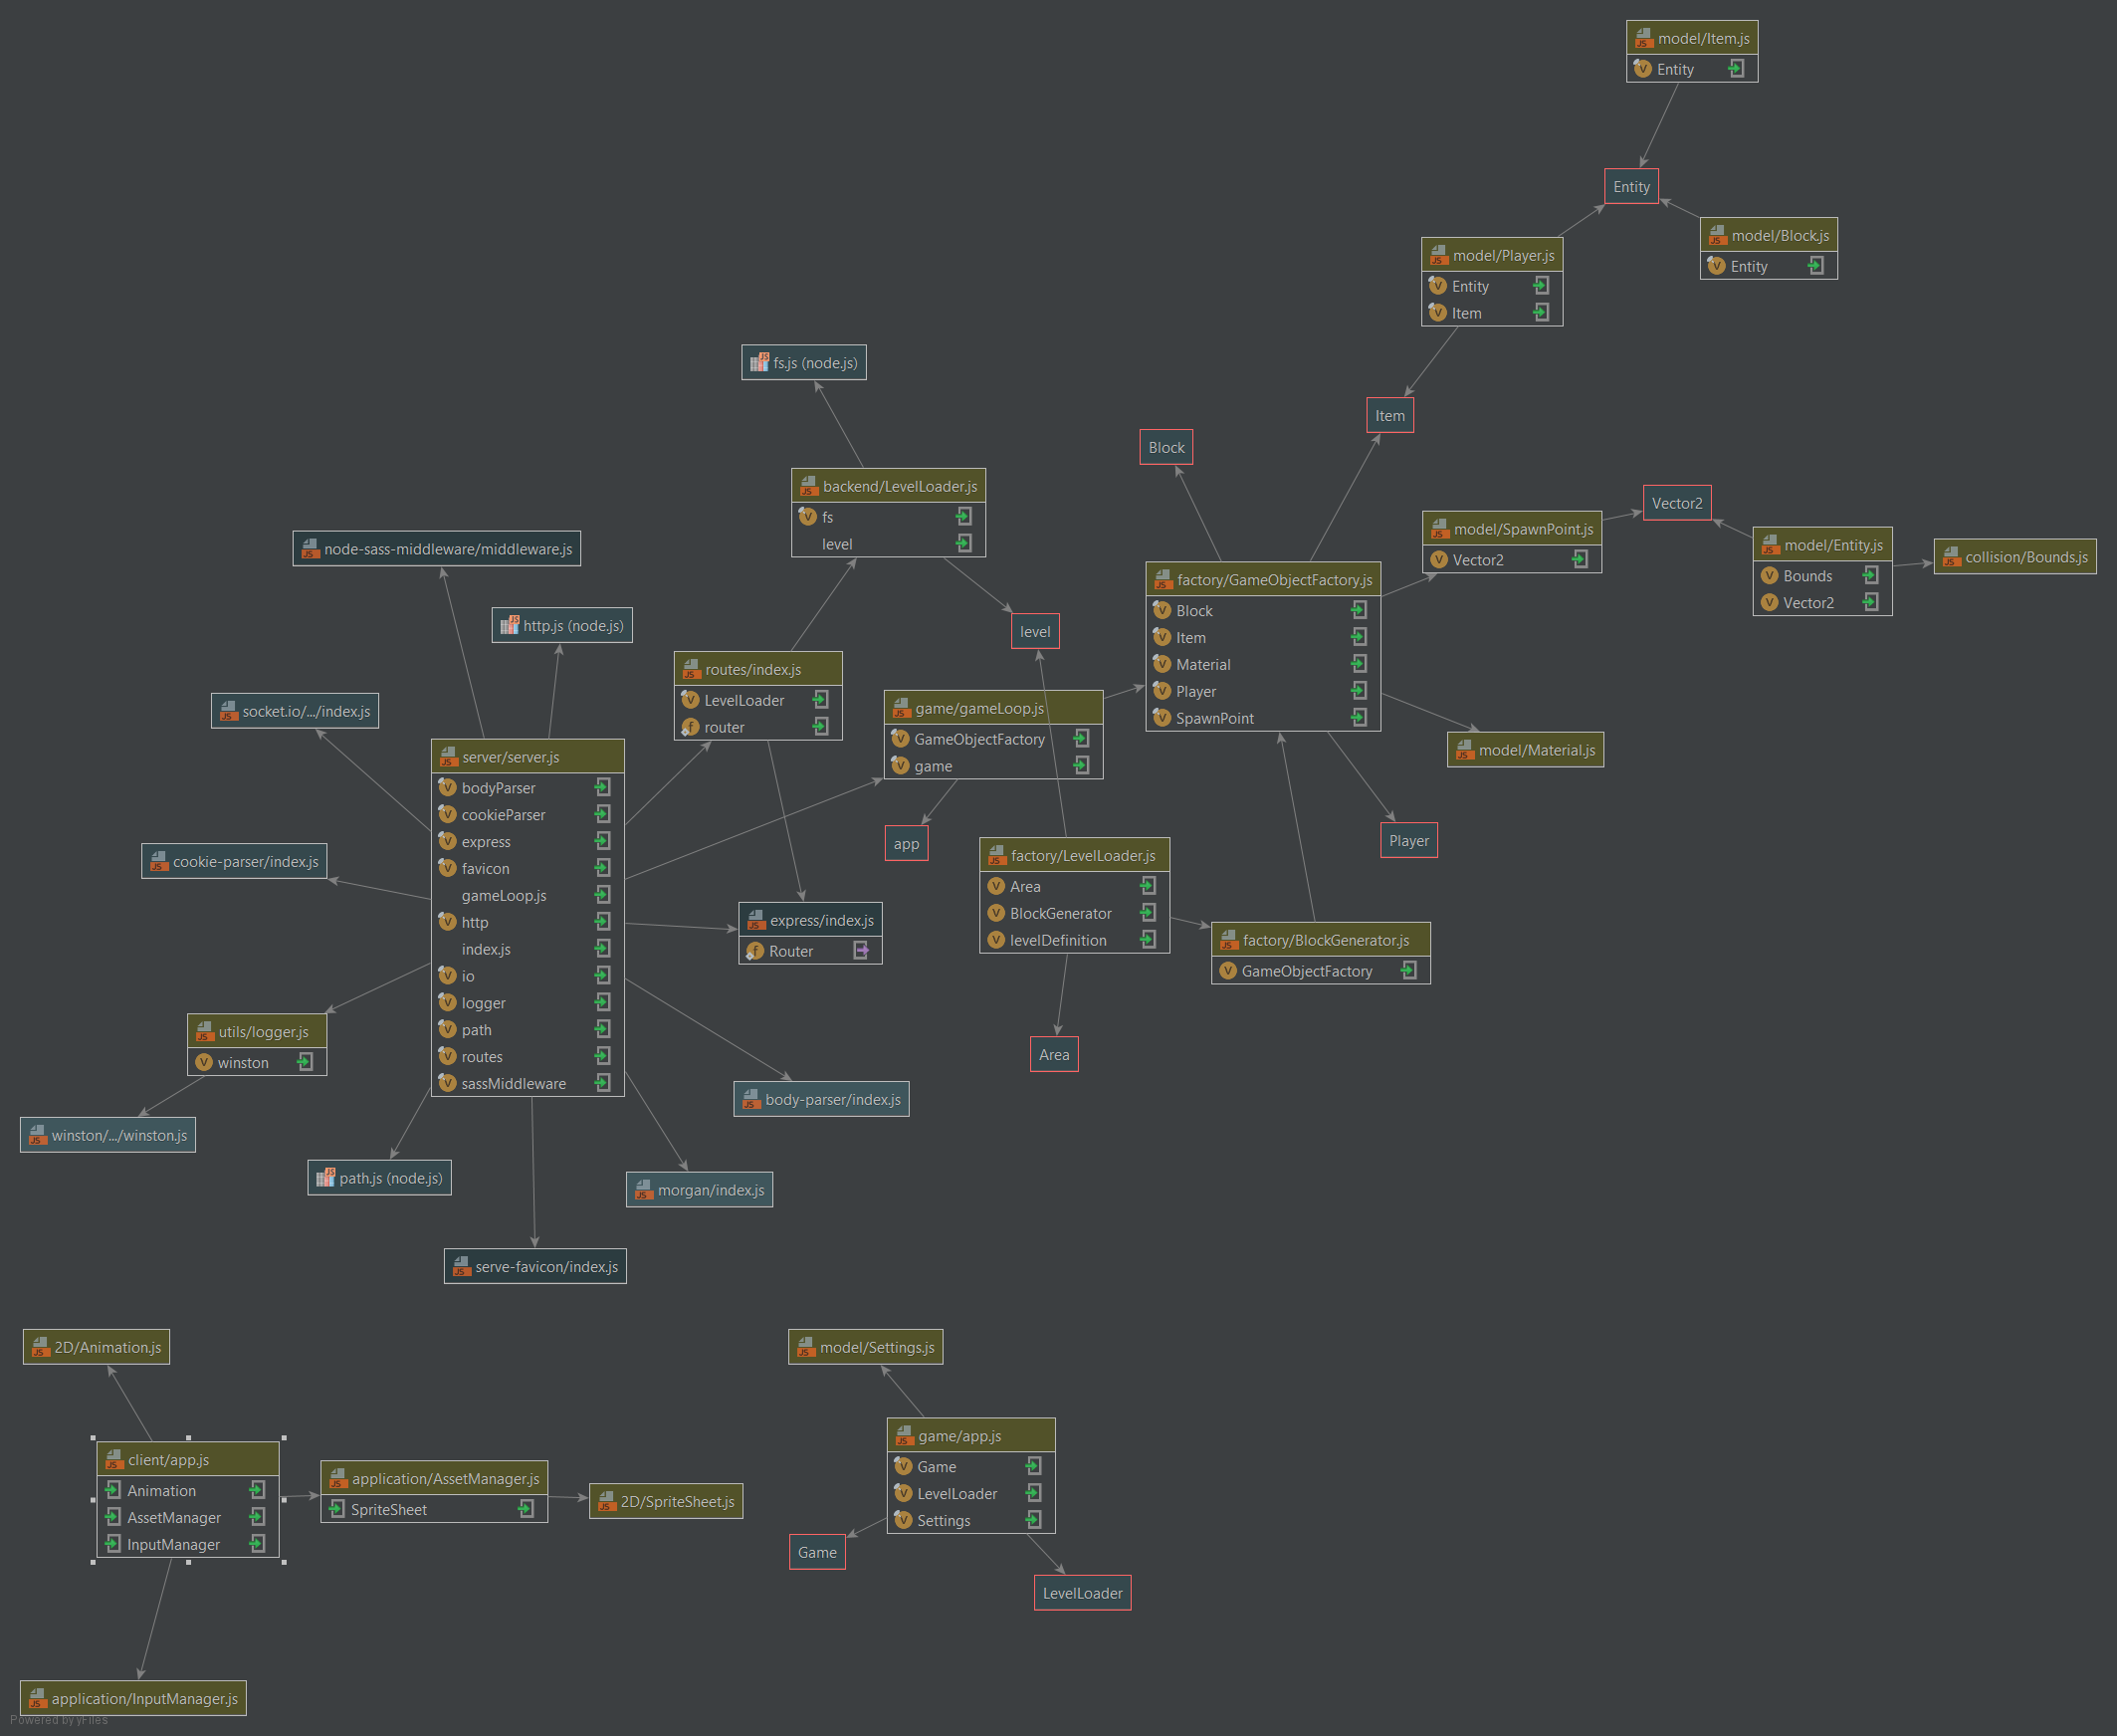 model/Item.js
Entity
Entity
model/Block.js
Entity
model/Player.js
Entity
Item
fs.js (node.js)
Item
Block
backend/LevelLoader.js
fs
level
Vector2
model/SpawnPoint.js
Vector2
model/Entity.js
Bounds
Vector2
collision/Bounds.js
node-sass-middleware/middleware.js
factory/GameObjectFactory.js
Block
Item
Material
Player
SpawnPoint
http.js (node.js)
level
routes/index.js
LevelLoader
router
socket.io/.../index.js
game/gameLoop.js
GameObjectFactory
game
model/Material.js
server/server.js
bodyParser
cookieParser
express
favicon
gameLoop.js
http
index.js
io
logger
path
routes
sassMiddleware
app
Player
cookie-parser/index.js
factory/LevelLoader.js
Area
BlockGenerator
levelDefinition
express/index.js
Router
factory/BlockGenerator.js
GameObjectFactory
utils/logger.js
winston
Area
body-parser/index.js
winston/.../winston.js
path.js (node.js)
morgan/index.js
serve-favicon/index.js
2D/Animation.js
model/Settings.js
client/app.js
Animation
AssetManager
InputManager
application/AssetManager.js
SpriteSheet
2D/SpriteSheet.js
game/app.js
Game
LevelLoader
Settings
Game
LevelLoader
application/InputManager.js
Powered by yFiles